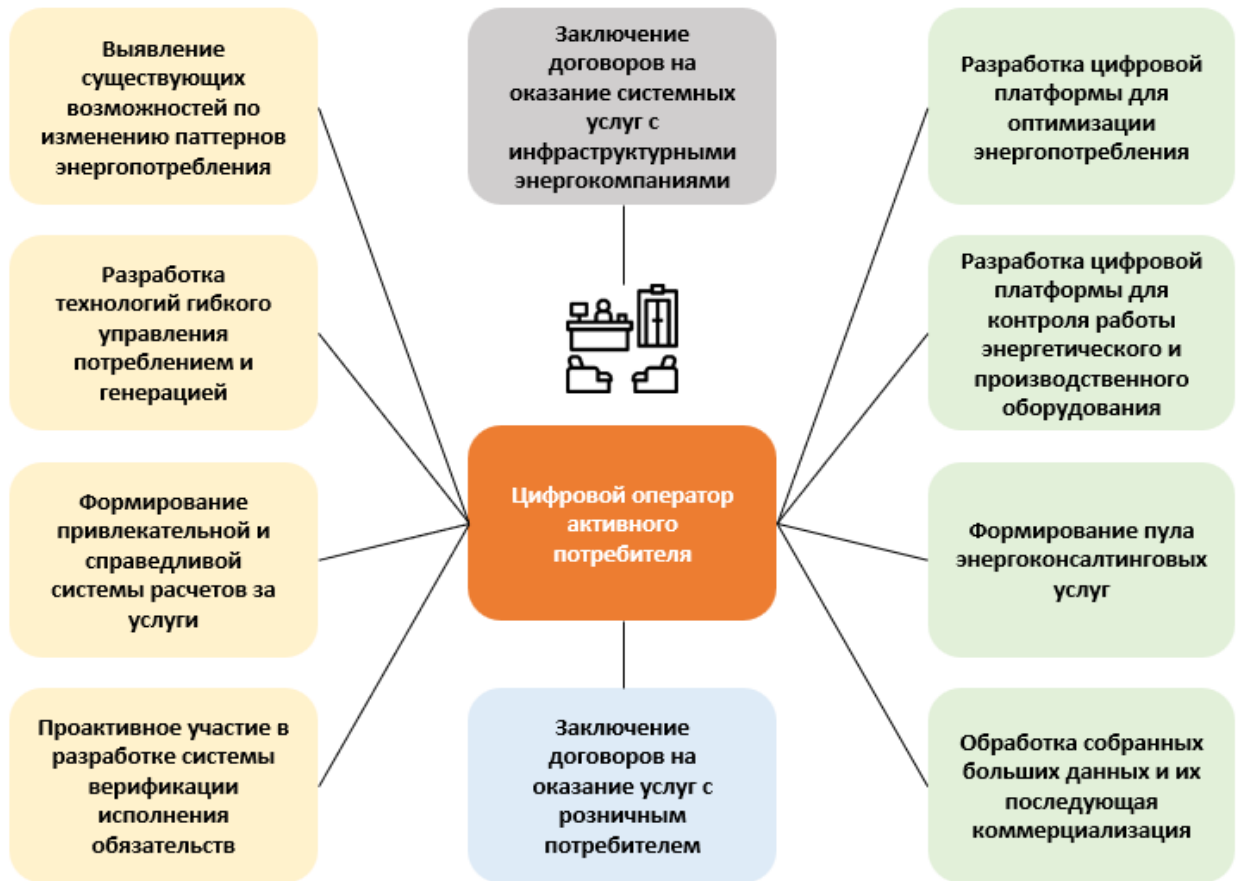 Выявление
существующих
возможностей по
изменению паттернов
энергопотребления
Разработка
технологий гибкого
управления
потреблением и
генерацией
Формирование
привлекательной и
справедливой
системы расчетов за
услуги
Проактивное участие в
разработке системы
верификации
исполнения
обязательств
Заключение
договоров на
оказание системных
услуг с
инфраструктурными
энергокомпаниями
Цифровой оператор
активного
потребителя
Заключение
договоров на
оказание услуг с
розничным
потребителем
Разработка цифровой
платформы для
оптимизации
энергопотребления
Разработка цифровой
платформы для
контроля работы
энергетического и
производственного
оборудования
Формирование пула
энергоконсалтинговых
услуг
Обработка собранных
больших данных и их
последующая
коммерциализация